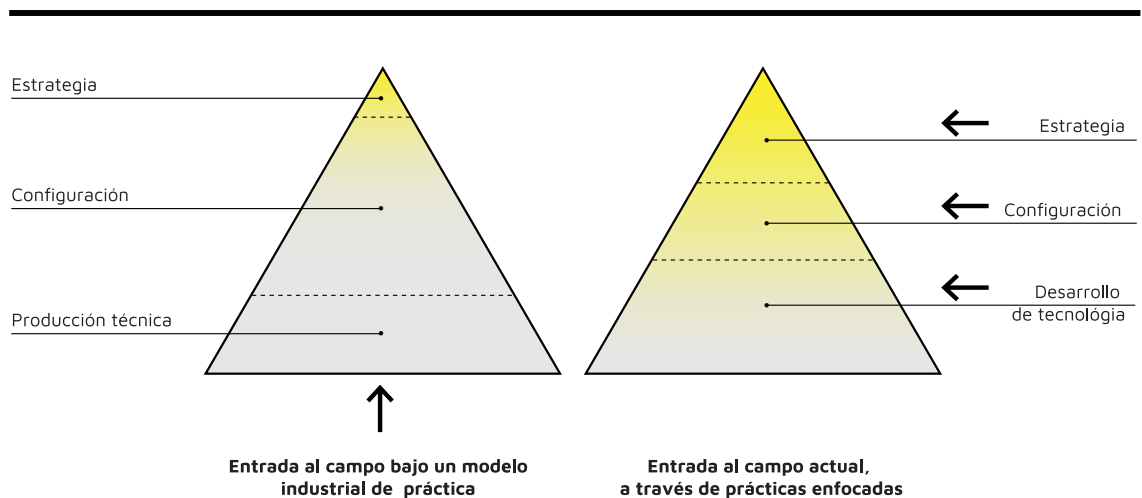 Estrategia
Configuración
Producción técnica
Entrada al campo bajo un modelo
industrial de práctica
Estrategia
Configuración
Desarrollo
de tecnológia
Entrada al campo actual,
a través de prácticas enfocadas